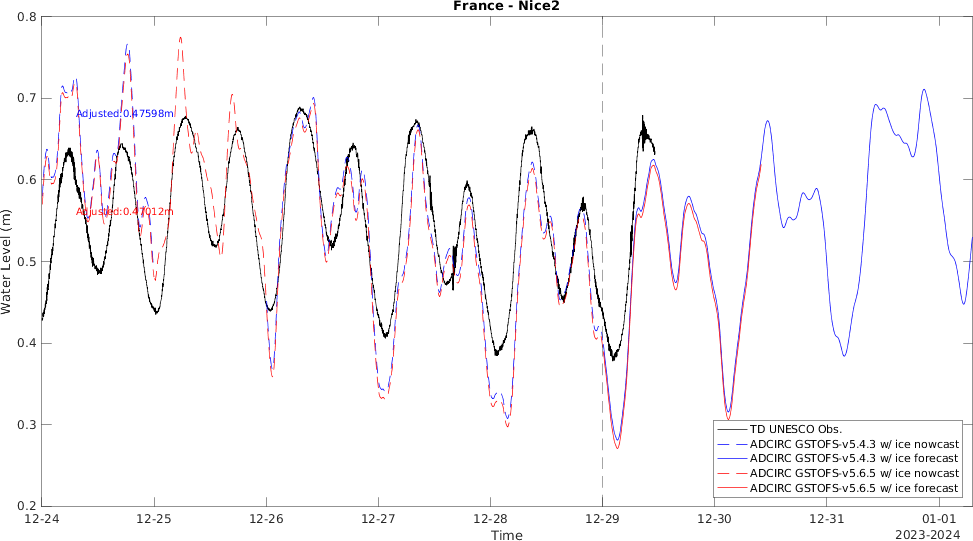 France - Nice2
0.8
0.7
0.6
0.5
0.4
0.3
0.2
Water Level (m)
Adjusted:0.47598m
Adjusted:0.47012m
TD UNESCO Obs.
ADCIRC GSTOFS-v5.4.3 w/ ice nowcast
ADCIRC GSTOFS-v5.4.3 w/ ice forecast
ADCIRC GSTOFS-v5.6.5 w/ ice nowcast
ADCIRC GSTOFS-v5.6.5 w/ ice forecast
12-24 12-25 12-26 12-27 12-28 12-29 12-30 12-31 01-01
Time
2023-2024